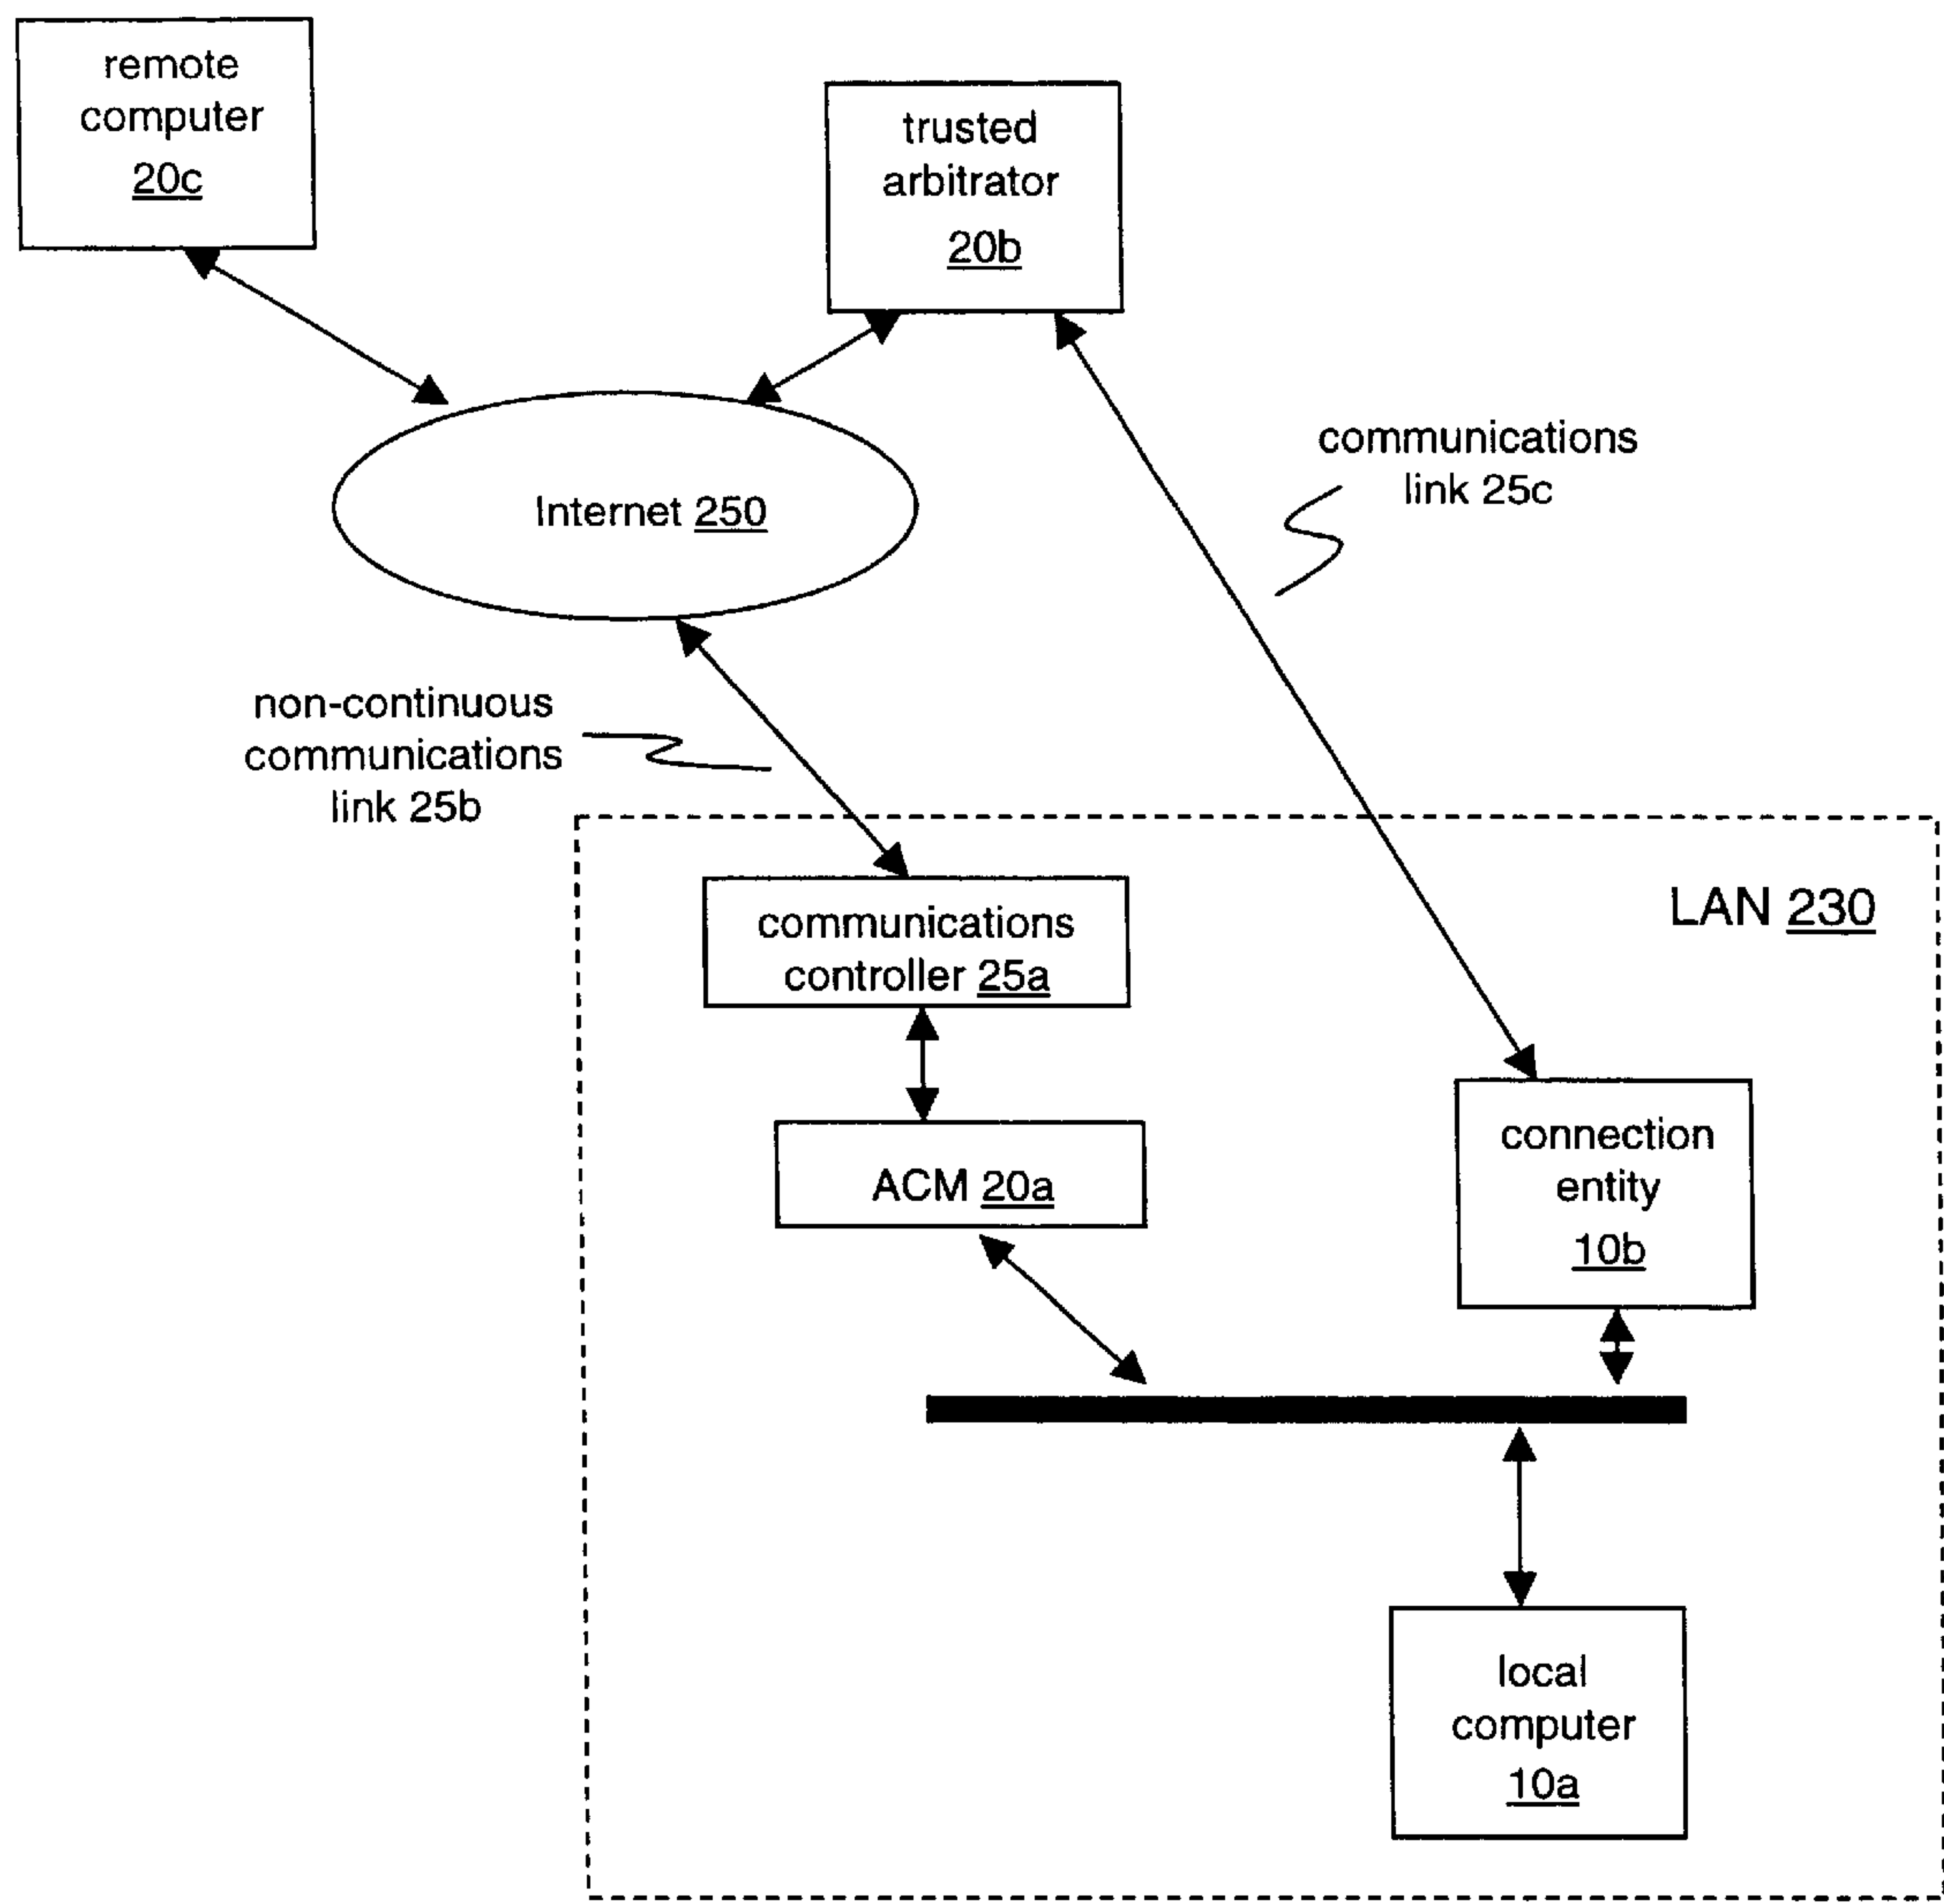 remote
computer
20c
trusted
arbitrator
20b
communications
link 25c
Internet 250
non-continuous
communications
link 25b
LAN 230
communications
controller 25a
connection
entity
10b
ACM 20a
local
computer
10a